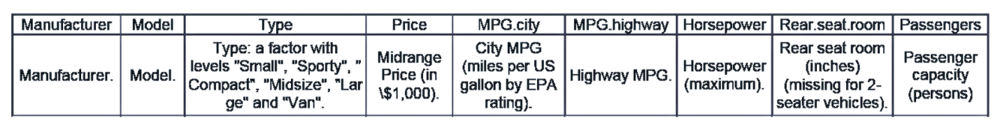 Manufacturer Model Type Price MPG.city MPG.highway Horsepower Rear.seat.room Passengers
Manufacturer.
Model.
Type: a factor with
levels "Small", "Sporty", "
Compact", "Midsize", "Lar
ge" and "Van".
Midrange
Price (in
\$1,000).
City MPG
(miles per US
gallon by EPA
rating).
Highway MPG.
Horsepower
(maximum).
Rear seat room
(inches)
(missing for 2-
seater vehicles).
Passenger
capacity
(persons)